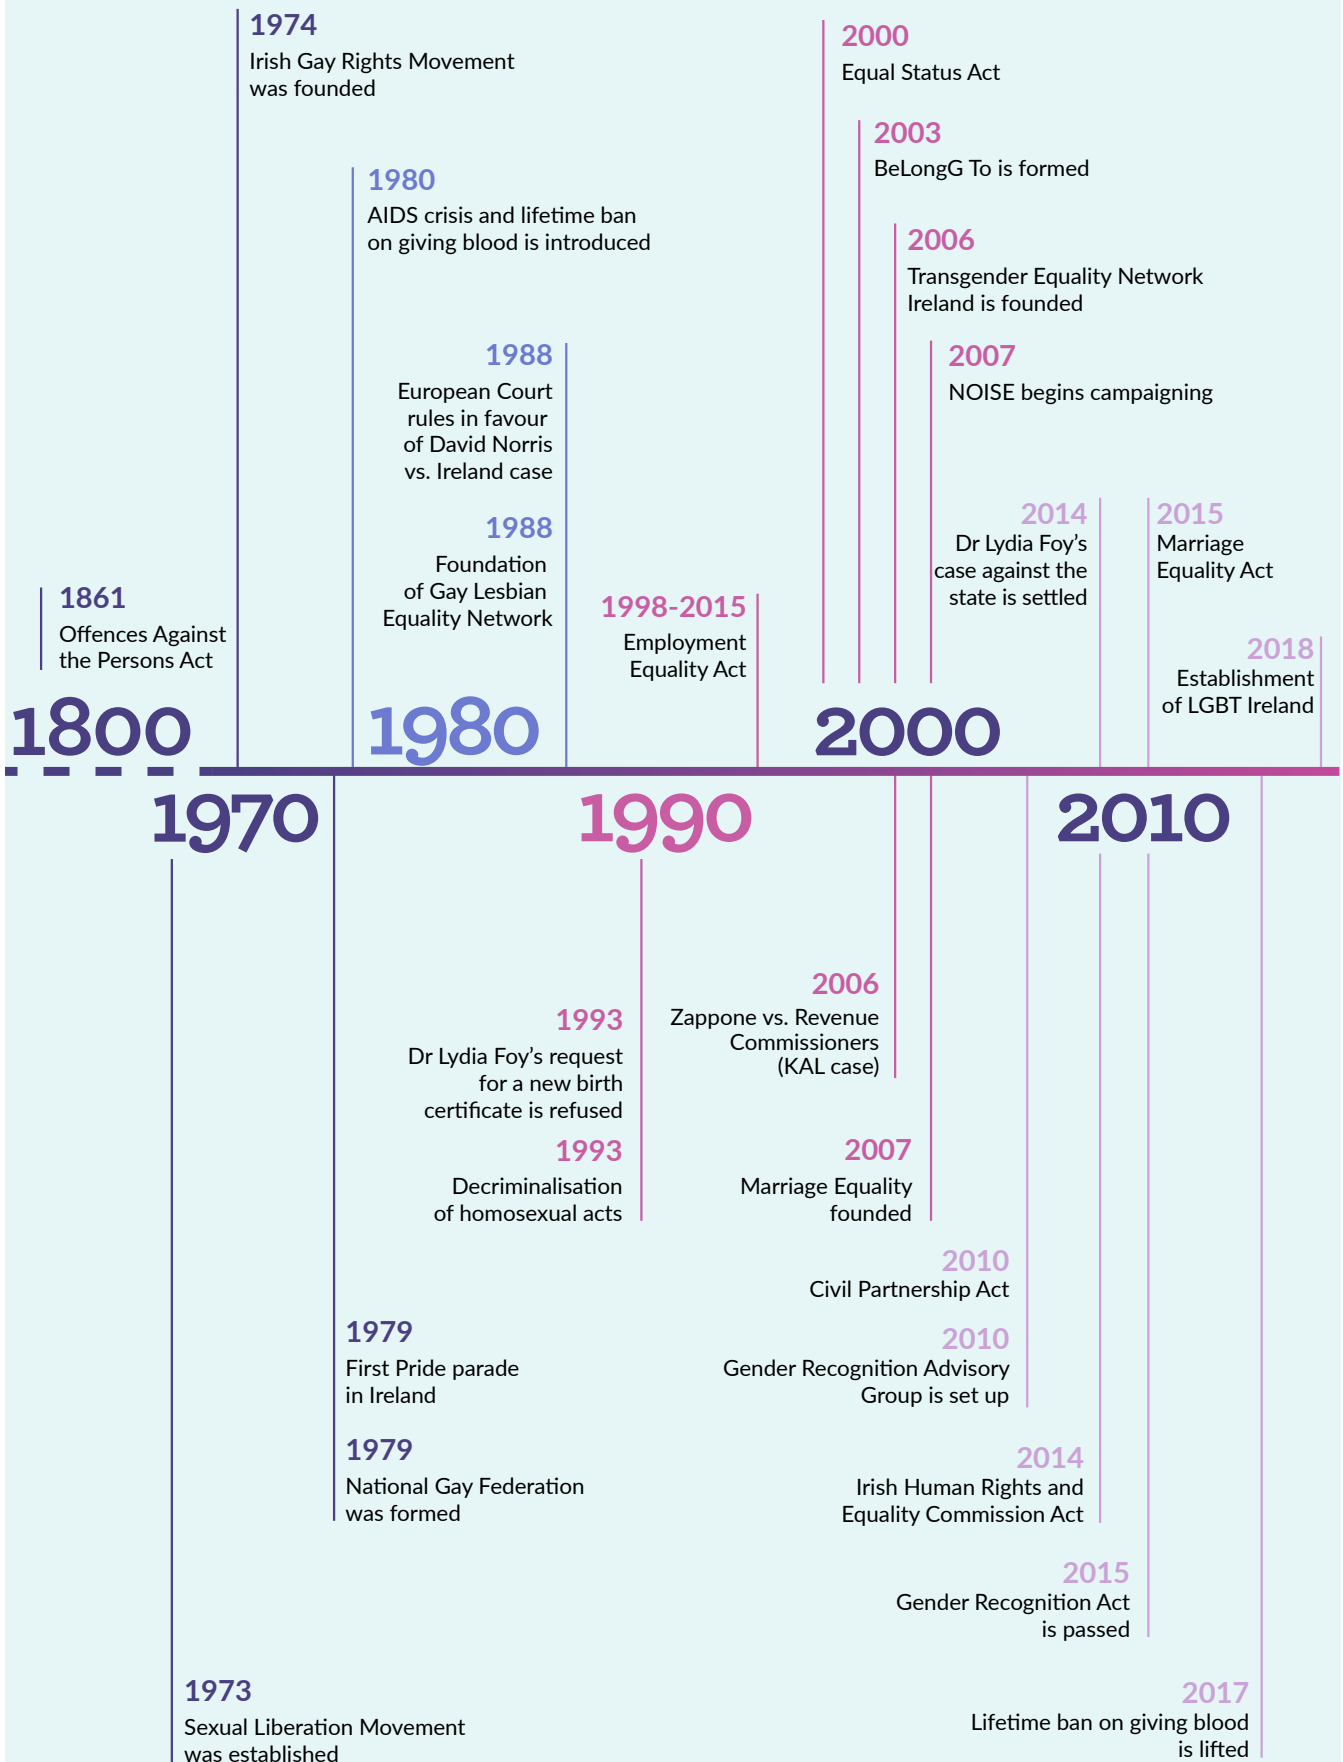 1974
Irish Gay Rights Movement
was founded
1980
AIDS crisis and lifetime ban
on giving blood is introduced
1988
European Court
rules in favour
of David Norris
vs. Ireland case
1988
Foundation
of Gay Lesbian
Equality Network
1861
Offences Against
the Persons Act
1998-2015
Employment
Equality Act
2000
Equal Status Act
2003
BeLongG To is formed
2006
Transgender Equality Network
Ireland is founded
2007
NOISE begins campaigning
2014
Dr Lydia Foy’s
case against the
state is settled
2015
Marriage
Equality Act
2018
Establishment
of LGBT Ireland
1800
1980
2000
1970
1990
2010
1993
Dr Lydia Foy’s request
for a new birth
certificate is refused
1993
Decriminalisation
of homosexual acts
2006
Zappone vs. Revenue
Commissioners
(KAL case)
2007
Marriage Equality
founded
2010
Civil Partnership Act
2010
Gender Recognition Advisory
Group is set up
1979
First Pride parade
in Ireland
1979
National Gay Federation
was formed
2014
Irish Human Rights and
Equality Commission Act
2015
Gender Recognition Act
is passed
1973
Sexual Liberation Movement
was established
2017
Lifetime ban on giving blood
is lifted